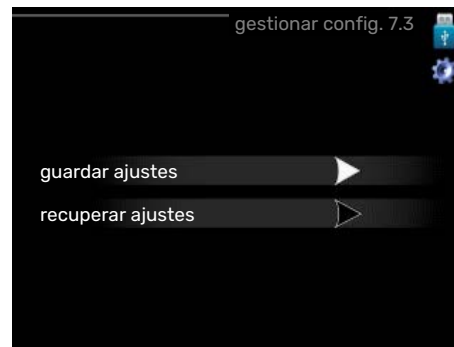 gestionar config. 7.3
guardar ajustes
recuperar ajustes